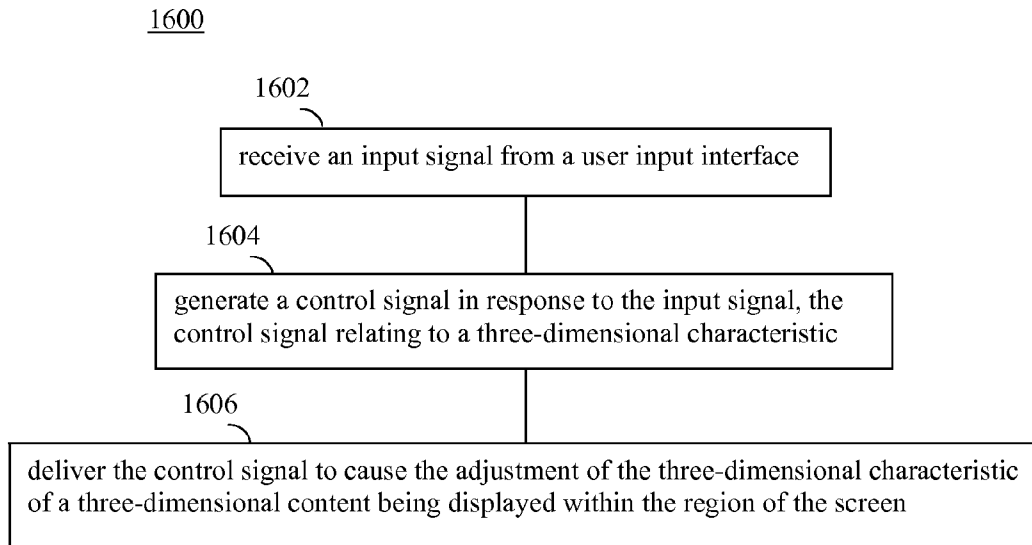 1600
1602
receive an input signal from a user input interface
1604
generate a control signal in response to the input signal, the
control signal relating to a three-dimensional characteristic
1606
deliver the control signal to cause the adjustment of the three-dimensional characteristic
of a three-dimensional content being displayed within the region of the screen